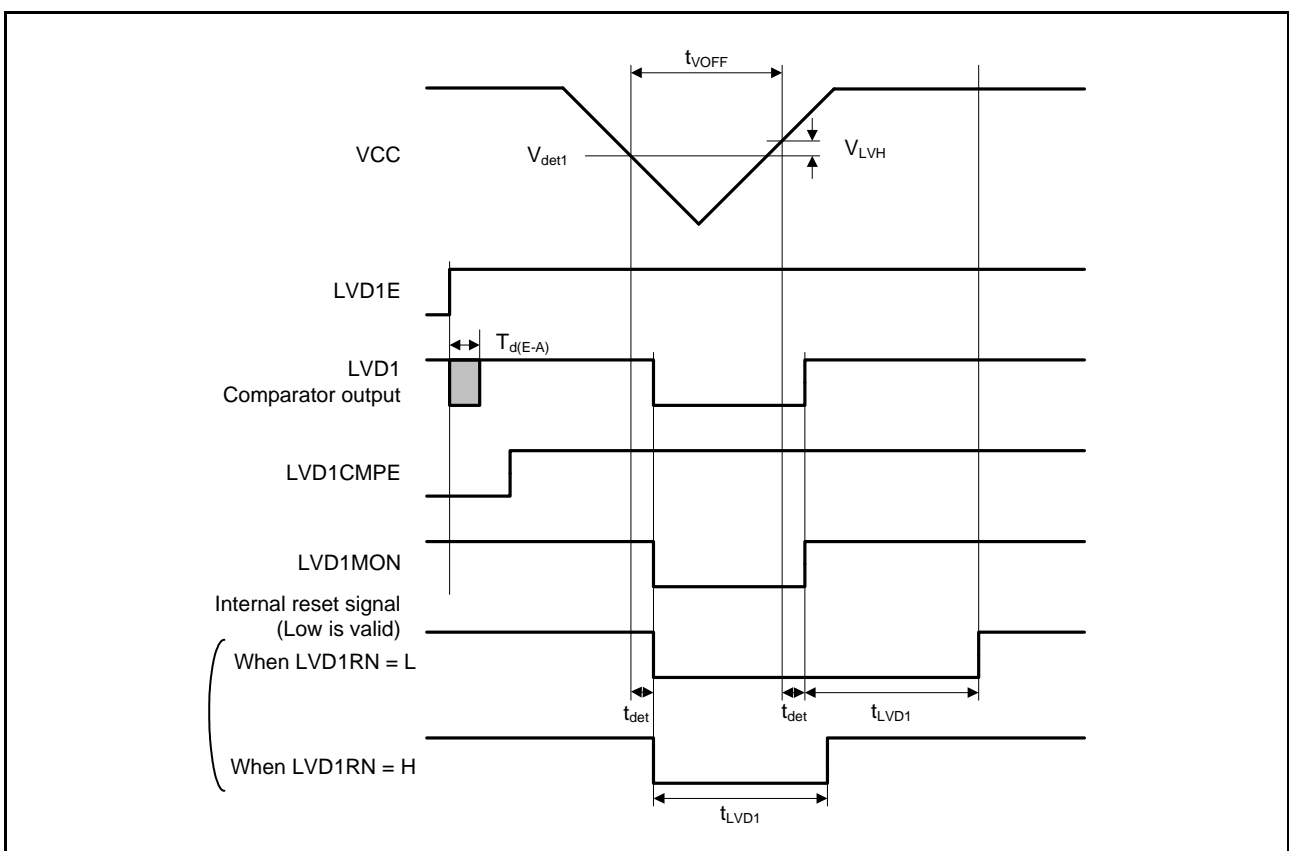 tVOFF
VCC
Vdet1
VLVH
LVD1E
Td(E-A)
LVD1
Comparator output
LVD1CMPE
LVD1MON
Internal reset signal
(Low is valid)
When LVD1RN = L
tdet
tdet
tLVD1
When LVD1RN = H
tLVD1